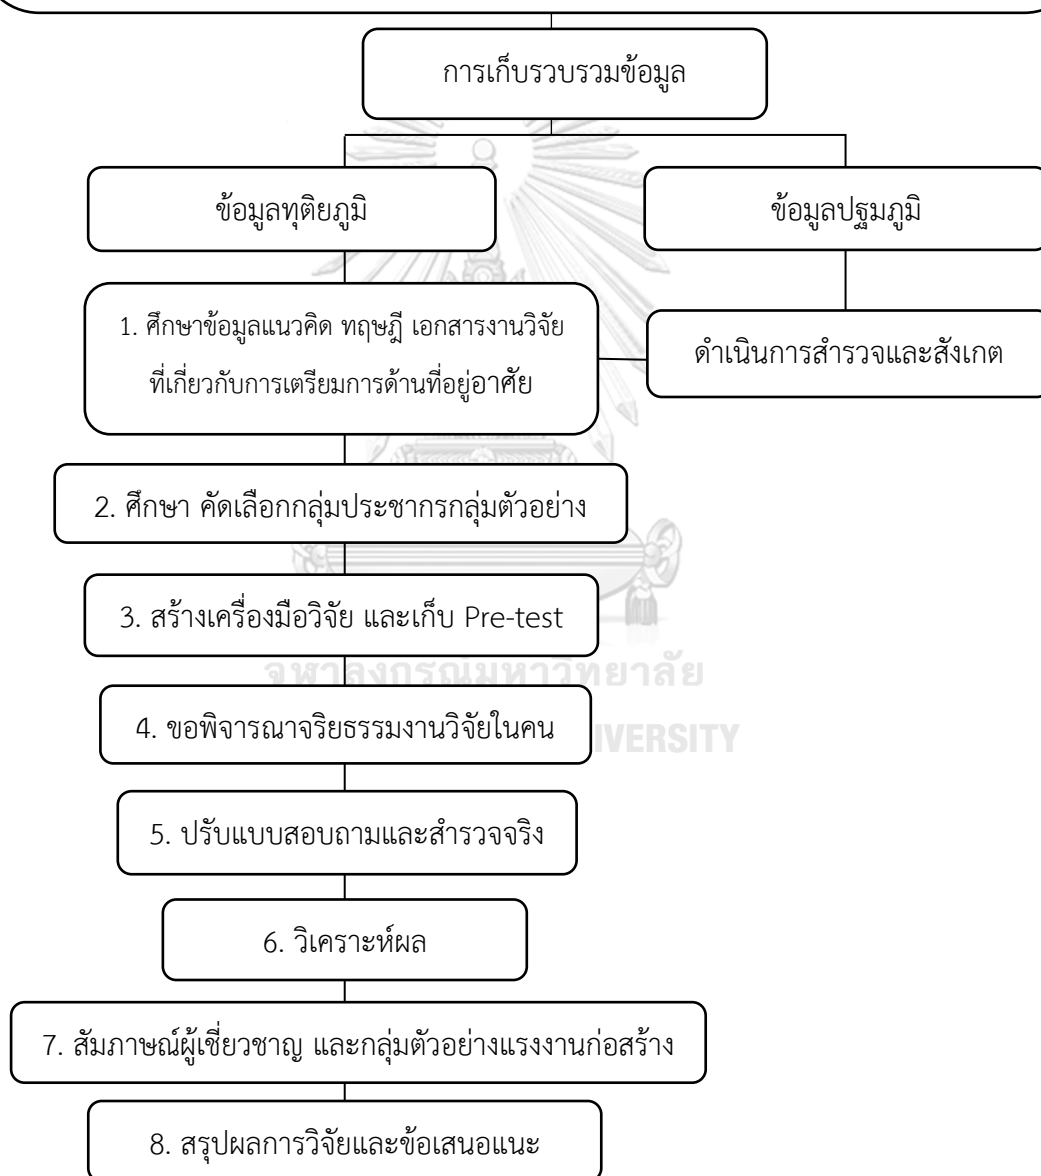 การเก็บรวบรวมข้อมูล
ข้อมูลทุติยภูมิ
ข้อมูลปฐมภูมิ
1. ศึกษาข้อมูลแนวคิด ทฤษฎี เอกสารงานวิจัย
ที่เกี่ยวกับการเตรียมการด้านที่อยู่อาศัย
ดำเนินการสำรวจและสังเกต
2. ศึกษา คัดเลือกกลุ่มประชากรกลุ่มตัวอย่าง
3. สร้างเครื่องมือวิจัย และเก็บ Pre-test
จุฬาลงกรณ์มหาวิทยาลัย
4. ขอพิจารณาจริยธรรมงานวิจัยในคน
IVERSITY
5. ปรับแบบสอบถามและสำรวจจริง
6. วิเคราะห์ผล
7. สัมภาษณ์ผู้เชี่ยวชาญ และกลุ่มตัวอย่างแรงงานก่อสร้าง
8. สรุปผลการวิจัยและข้อเสนอแนะ